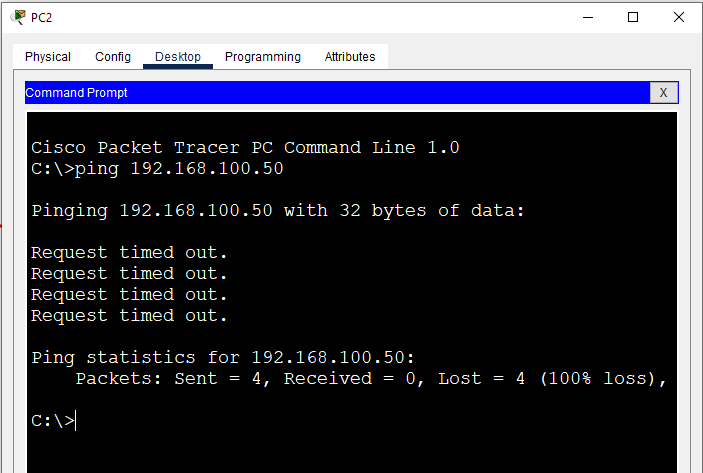 PC2
Physical Config Desktop Programming Attributes
Command Prompt X
Cisco Packet Tracer PC Command Line 1.0
C:\>ping 192.168.100.50
Pinging 192.168.100.50 with 32 bytes of data:
Request timed out.
Request timed out.
Request timed out.
Request timed out.
Ping statistics for 192.168.100.50:
    Packets: Sent = 4, Received = 0, Lost = 4 (100% loss),
C:\>